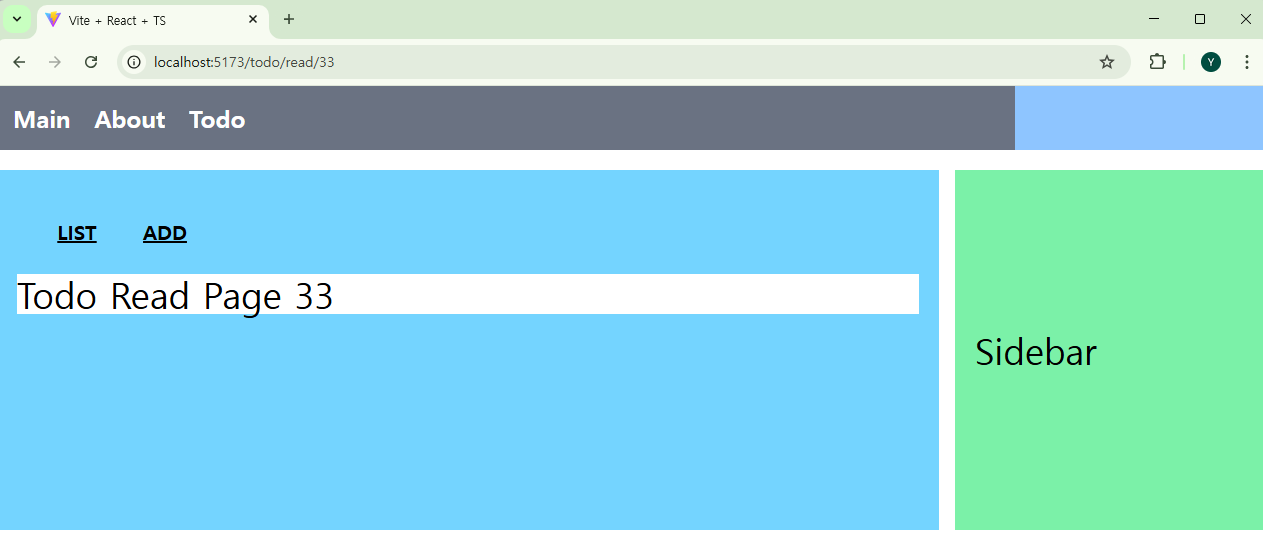 Vite + React + TS
localhost:5173/todo/read/33
Y
Main About Todo
LIST ADD
Todo Read Page 33
Sidebar